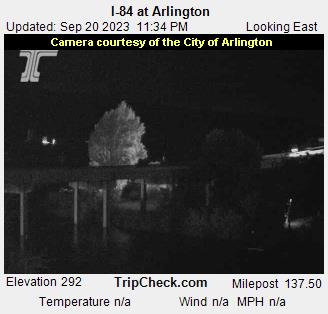 I-84 at Arlington
Updated: Sep 20 2023 11:34 PM Looking East
Camera courtesy of the City of Arlington
Elevation 292 TripCheck.com Milepost 137.50
Temperature n/a Wind n/a MPH n/a